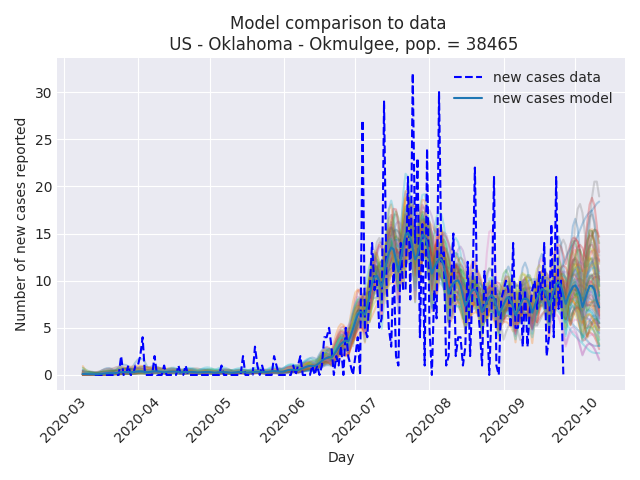 Model comparison to data
US - Oklahoma - Okmulgee, pop. = 38465
new cases data
new cases model
Number of new cases reported
30
25
20
15
10
5
0
2020-03
2020-04
2020-05
2020-06
2020-07
2020-08
2020-09
2020-10
Day